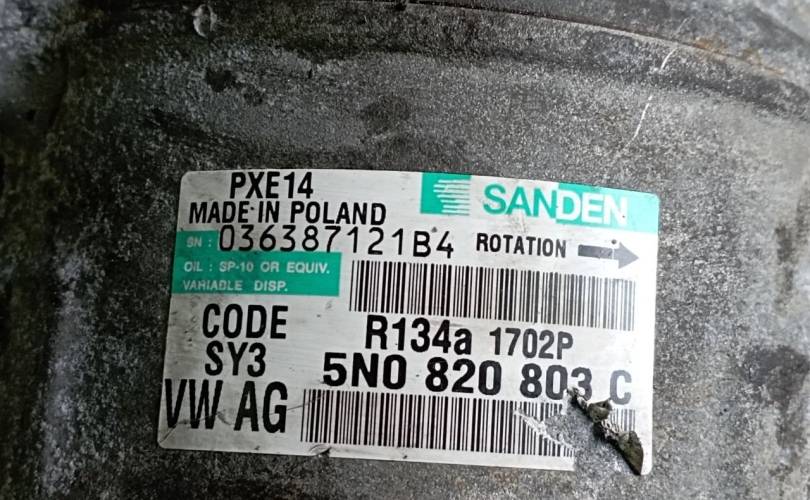 PXE14
SANDEN
MADE IN POLAND
SN : 036387121B4 ROTATION
OIL : SP-10 OR EQUIV.
VARIABLE DISP.
CODE R134a 1702P
SY3 5N0 820 803 C
VW AG